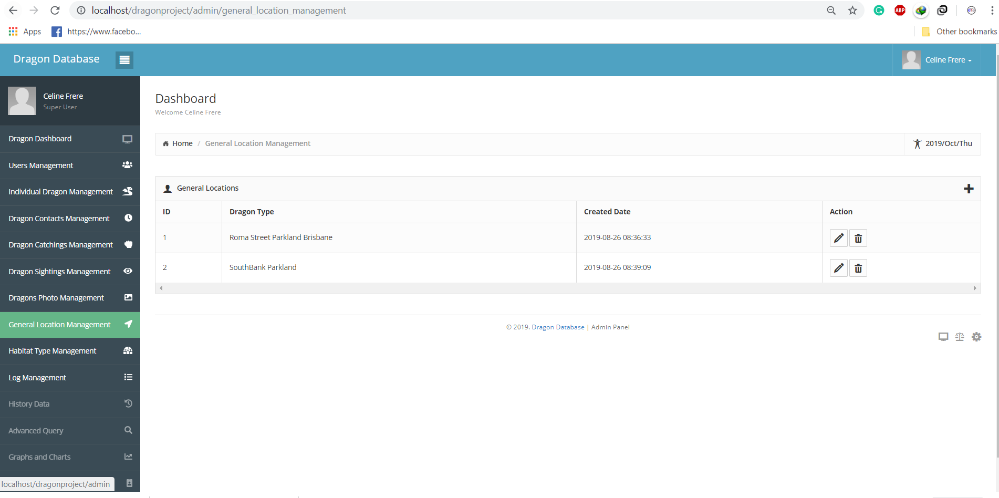 localhost/dragonproject/admin/general_location_management
ABP
era
Apps
https://www.facebo...
Other bookmarks
Dragon Database
Celine Frere
Celine Frere
Super User
Dragon Dashboard
Users Management
Individual Dragon Management
Dragon Contacts Management
Dragon Catchings Management
Dragon Sightings Management
Dragons Photo Management
General Location Management
Habitat Type Management
Log Management
History Data
Advanced Query
Graphs and Charts
localhost/dragonproject/admin
Dashboard
Welcome Celine Frere
Home / General Location Management
2019/Oct/Thu
General Locations
ID Dragon Type Created Date Action
1 Roma Street Parkland Brisbane 2019-08-26 08:36:33
2 SouthBank Parkland 2019-08-26 08:39:09
© 2019. Dragon Database | Admin Panel